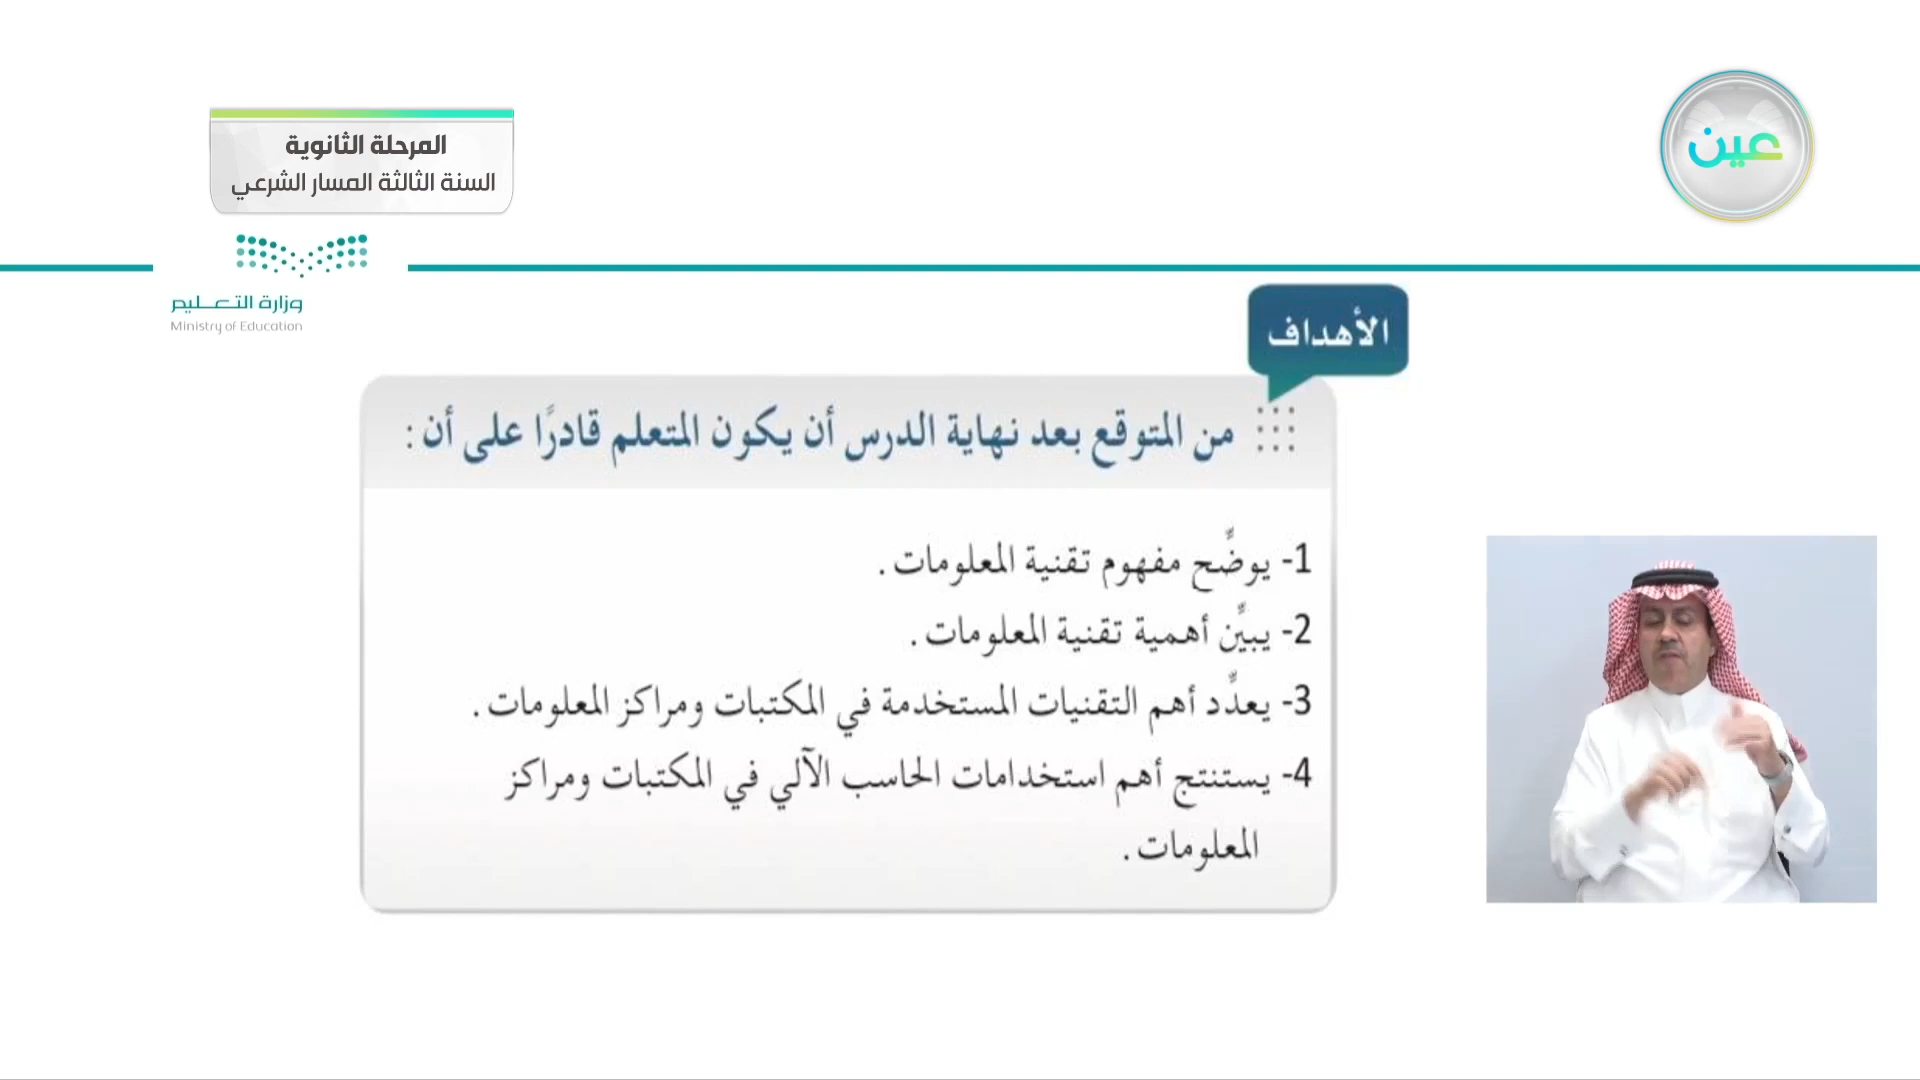 المرحلة الثانوية
السنة الثالثة المسار الشرعي
عين
وزارة التعليم
Ministry of Education
الأهداف
من المتوقع بعد نهاية الدرس أن يكون المتعلم قادرًا على أن :
1- يوضِّح مفهوم تقنية المعلومات .
2- يبيِّن أهمية تقنية المعلومات .
3- يعدِّد أهم التقنيات المستخدمة في المكتبات ومراكز المعلومات .
4- يستنتج أهم استخدامات الحاسب الآلي في المكتبات ومراكز
المعلومات .